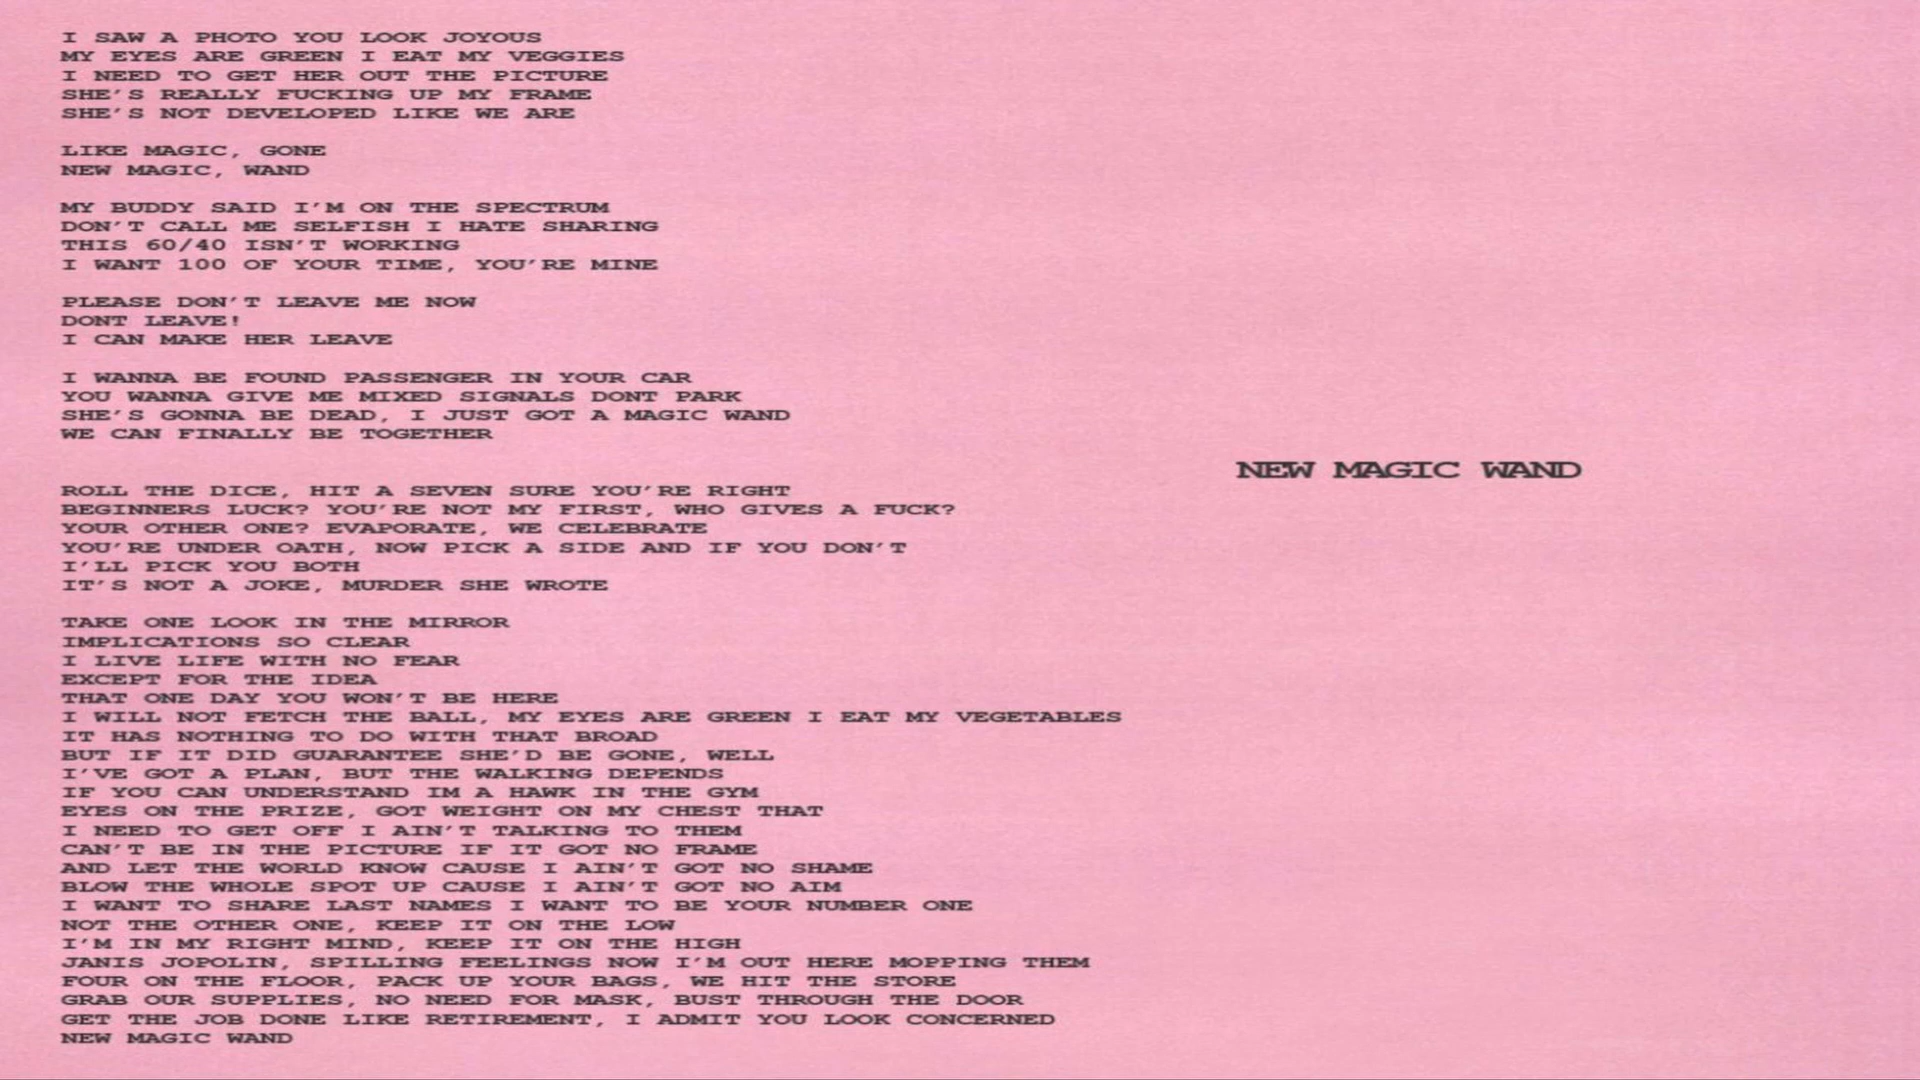 I SAW A PHOTO YOU LOOK JOYOUS
MY EYES ARE GREEN I EAT MY VEGGIES
I NEED TO GET HER OUT THE PICTURE
SHE'S REALLY FUCKING UP MY FRAME
SHE'S NOT DEVELOPED LIKE WE ARE
LIKE MAGIC, GONE
NEW MAGIC, WAND
MY BUDDY SAID I'M ON THE SPECTRUM
DON'T CALL ME SELFISH I HATE SHARING
THIS 60/40 ISN'T WORKING
I WANT 100 OF YOUR TIME, YOU'RE MINE
PLEASE DON'T LEAVE ME NOW
DONT LEAVE!
I CAN MAKE HER LEAVE
I WANNA BE FOUND PASSENGER IN YOUR CAR
YOU WANNA GIVE ME MIXED SIGNALS DONT PARK
SHE'S GONNA BE DEAD, I JUST GOT A MAGIC WAND
WE CAN FINALLY BE TOGETHER
ROLL THE DICE, HIT A SEVEN SURE YOU'RE RIGHT
BEGINNERS LUCK? YOU'RE NOT MY FIRST, WHO GIVES A FUCK?
YOUR OTHER ONE? EVAPORATE, WE CELEBRATE
YOU'RE UNDER OATH, NOW PICK A SIDE AND IF YOU DON'T
I'LL PICK YOU BOTH
IT'S NOT A JOKE, MURDER SHE WROTE
TAKE ONE LOOK IN THE MIRROR
IMPLICATIONS SO CLEAR
I LIVE LIFE WITH NO FEAR
EXCEPT FOR THE IDEA
THAT ONE DAY YOU WON'T BE HERE
I WILL NOT FETCH THE BALL, MY EYES ARE GREEN I EAT MY VEGETABLES
IT HAS NOTHING TO DO WITH THAT BROAD
BUT IF IT DID GUARANTEE SHE'D BE GONE, WELL
I'VE GOT A PLAN, BUT THE WALKING DEPENDS
IF YOU CAN UNDERSTAND IM A HAWK IN THE GYM
EYES ON THE PRIZE, GOT WEIGHT ON MY CHEST THAT
I NEED TO GET OFF I AIN'T TALKING TO THEM
CAN'T BE IN THE PICTURE IF IT GOT NO FRAME
AND LET THE WORLD KNOW CAUSE I AIN'T GOT NO SHAME
BLOW THE WHOLE SPOT UP CAUSE I AIN'T GOT NO AIM
I WANT TO SHARE LAST NAMES I WANT TO BE YOUR NUMBER ONE
NOT THE OTHER ONE, KEEP IT ON THE LOW
I'M IN MY RIGHT MIND, KEEP IT ON THE HIGH
JANIS JOPOLIN, SPILLING FEELINGS NOW I'M OUT HERE MOPPING THEM
FOUR ON THE FLOOR, PACK UP YOUR BAGS, WE HIT THE STORE
GRAB OUR SUPPLIES, NO NEED FOR MASK, BUST THROUGH THE DOOR
GET THE JOB DONE LIKE RETIREMENT, I ADMIT YOU LOOK CONCERNED
NEW MAGIC WAND
NEW MAGIC WAND